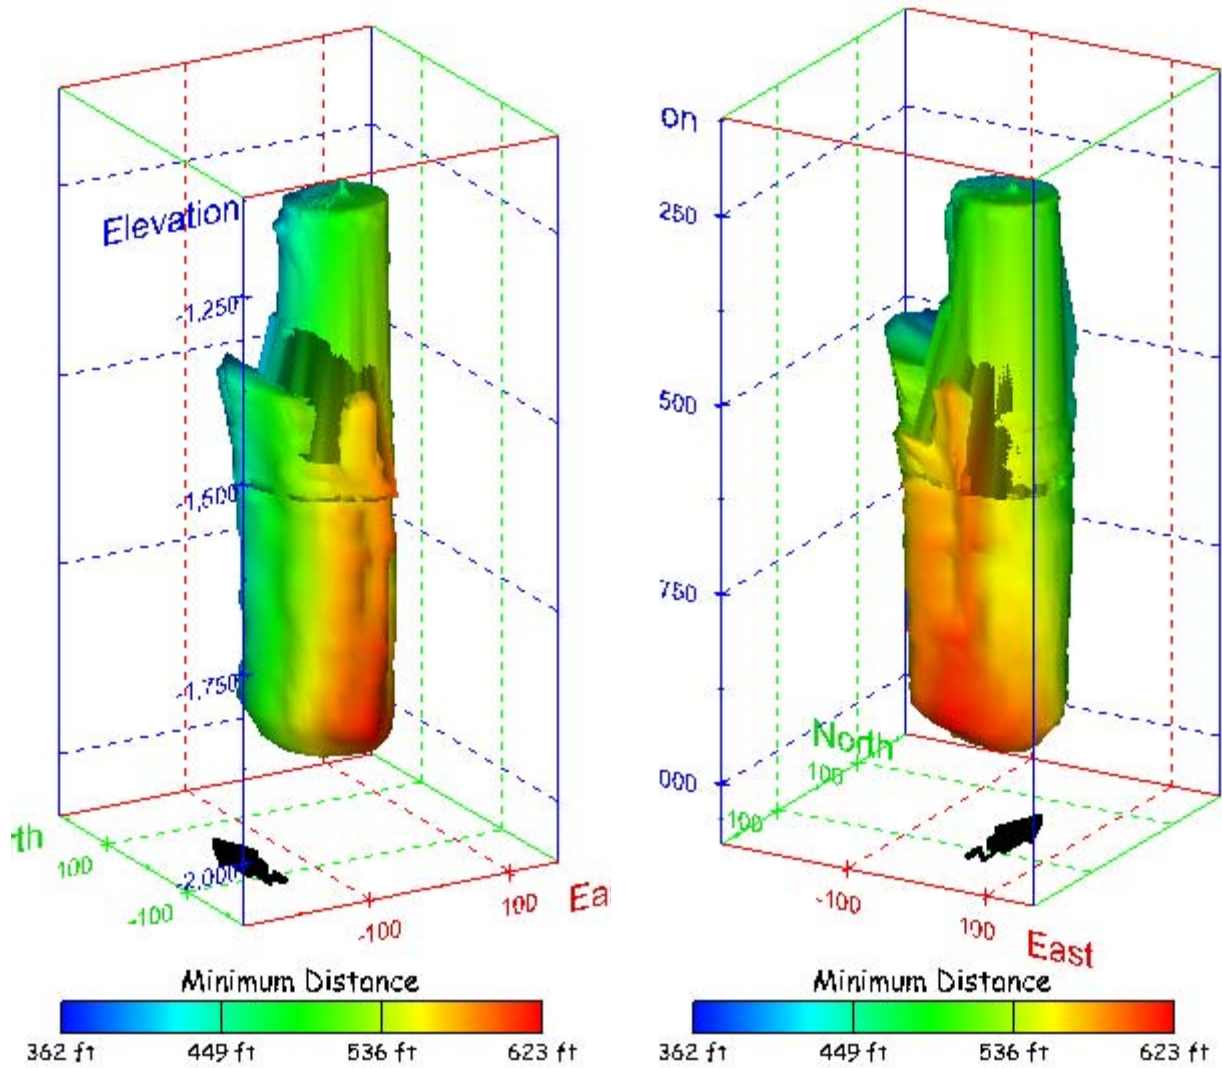 Elevation
-1,250
-1,500
-1,750
-2,000
th
100
-100
-100
100
Ea
Minimum Distance
362 ft 449 ft 536 ft 623 ft
on
250
500
750
000
North
100
100
-100
100
East
Minimum Distance
362 ft 449 ft 536 ft 623 ft